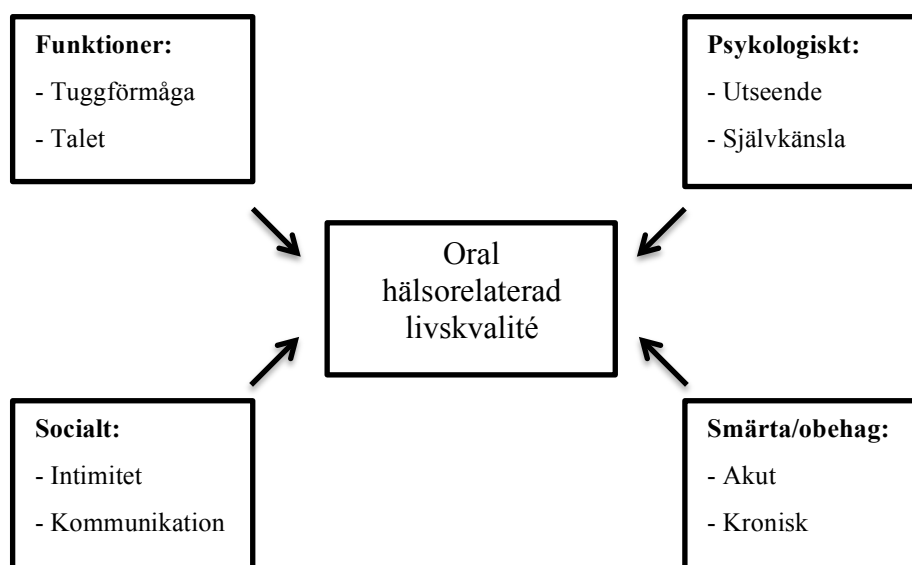 Funktioner:
- Tuggförmåga
- Talet
Psykologiskt:
- Utseende
- Självkänsla
Oral
hälsorelaterad
livskvalité
Socialt:
- Intimitet
- Kommunikation
Smärta/obehag:
- Akut
- Kronisk